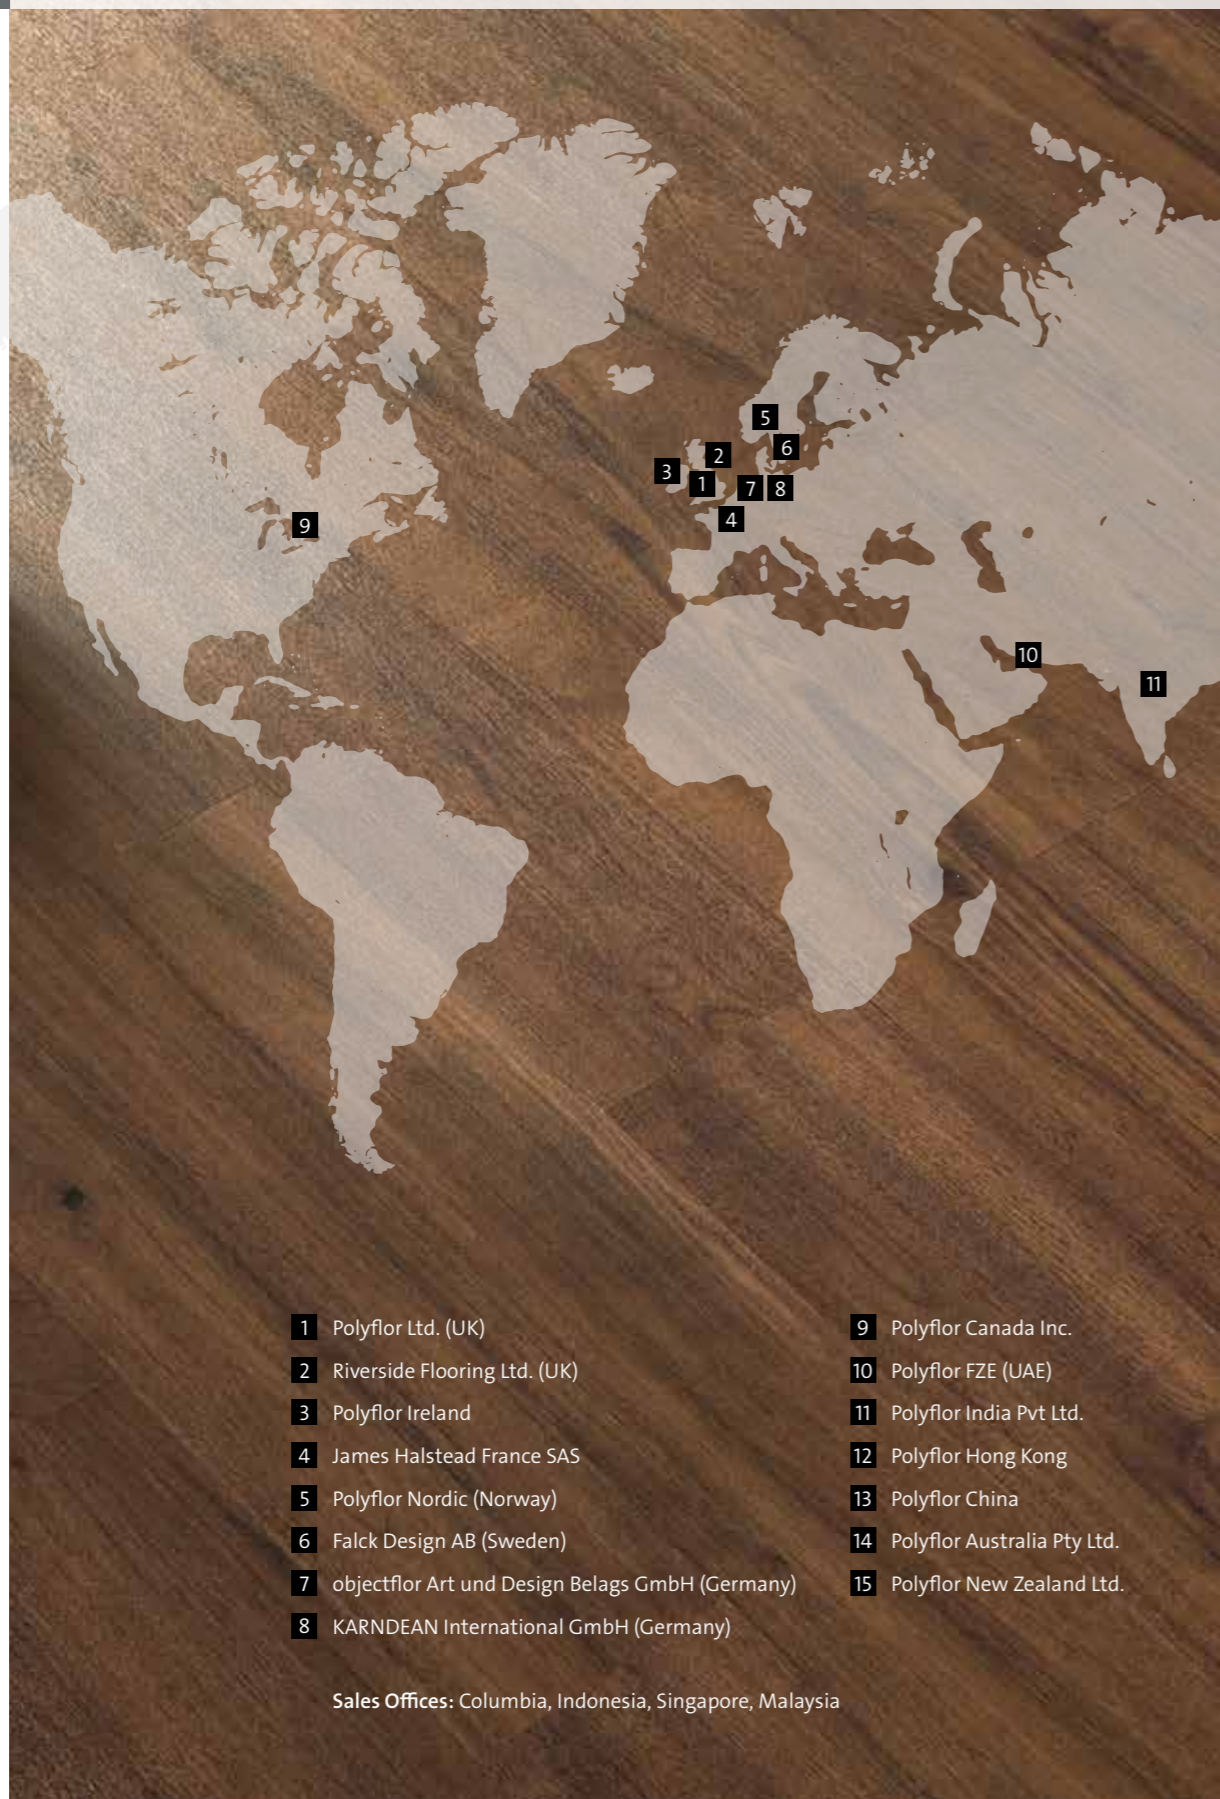 5
6
2
3
1
7
8
4
9
10
11
1 Polyflor Ltd. (UK)
2 Riverside Flooring Ltd. (UK)
3 Polyflor Ireland
4 James Halstead France SAS
5 Polyflor Nordic (Norway)
6 Falck Design AB (Sweden)
7 objectflor Art und Design Belags GmbH (Germany)
8 KARNDEAN International GmbH (Germany)
9 Polyflor Canada Inc.
10 Polyflor FZE (UAE)
11 Polyflor India Pvt Ltd.
12 Polyflor Hong Kong
13 Polyflor China
14 Polyflor Australia Pty Ltd.
15 Polyflor New Zealand Ltd.
Sales Offices: Columbia, Indonesia, Singapore, Malaysia